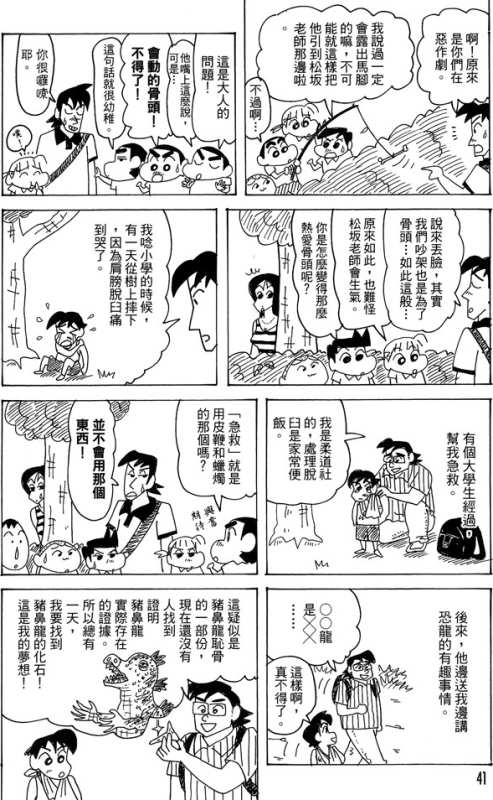 啊！原來
是你們在
惡作劇。
我說過一定
會露出馬腳
的嘛，不可
能就這樣把
他引到松坂
老師那邊啦
不過啊…
這是大人的
問題！
他嘴上這麼說，
可是…
會動的骨頭！
不得了！
這句話就很幼稚。
你很囉嗦
耶。
說來丟臉，其實
我們吵架也是為了
骨頭…如此這般…
原來如此，也難怪
松坂老師會生氣。
你是怎麼變得那麼
熱愛骨頭呢？
我唸小學的時候，
有一天從樹上摔下
，因為肩膀脫臼痛
到哭了。
有個大學生經過
幫我急救。
我是柔道社
的，處理脫
臼是家常便
飯。
「急救」就是
用皮鞭和蠟燭
的那個嗎？
興奮
期待
並不會用那個
東西！
後來，他邊送我邊講
恐龍的有趣事情。
○○龍
是××
……
這樣啊，
真不得了。
這疑似是
豬鼻龍恥骨
的一部份，
現在還沒有
人找到
證明
豬鼻龍
實際存在
的證據。
所以總有
一天，
我要找到
豬鼻龍的化石！
這是我的夢想！
41